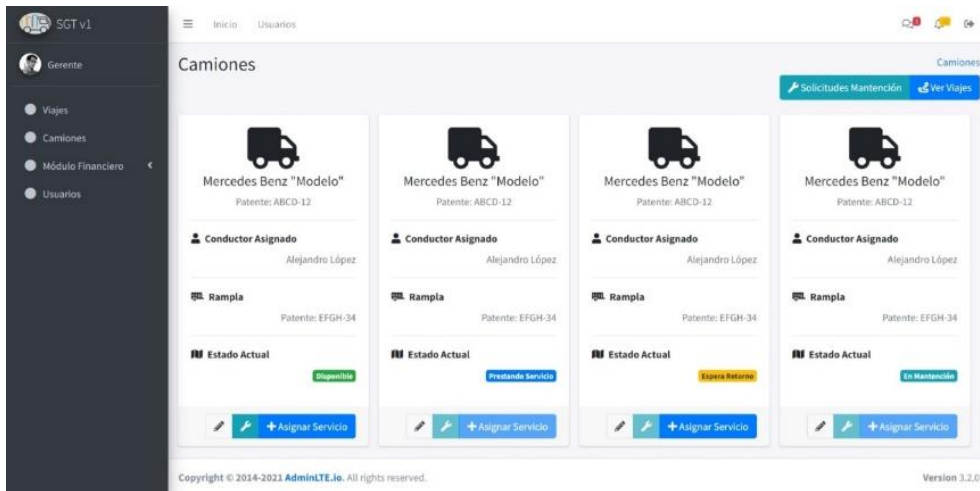 SGT v1
Inicio Usuarios
Gerente
Viajes
Camiones
Módulo Financiero
Usuarios
Camiones
Camiones
Solicitudes Mantención Ver Viajes
Mercedes Benz "Modelo"
Patente: ABCD-12
Conductor Asignado
Alejandro López
Rampla
Patente: EFGH-34
Estado Actual
Disponible
Asignar Servicio
Mercedes Benz "Modelo"
Patente: ABCD-12
Conductor Asignado
Alejandro López
Rampla
Patente: EFGH-34
Estado Actual
Prestando Servicio
Asignar Servicio
Mercedes Benz "Modelo"
Patente: ABCD-12
Conductor Asignado
Alejandro López
Rampla
Patente: EFGH-34
Estado Actual
Espera Retorno
Asignar Servicio
Mercedes Benz "Modelo"
Patente: ABCD-12
Conductor Asignado
Alejandro López
Rampla
Patente: EFGH-34
Estado Actual
En Mantención
Asignar Servicio
Copyright © 2014-2021 AdminLTE.io. All rights reserved.
Version 3.2.0